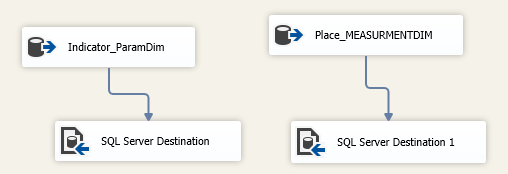 Indicator_ParamDim
Place_MEASURMENTDIM
SQL Server Destination
SQL Server Destination 1